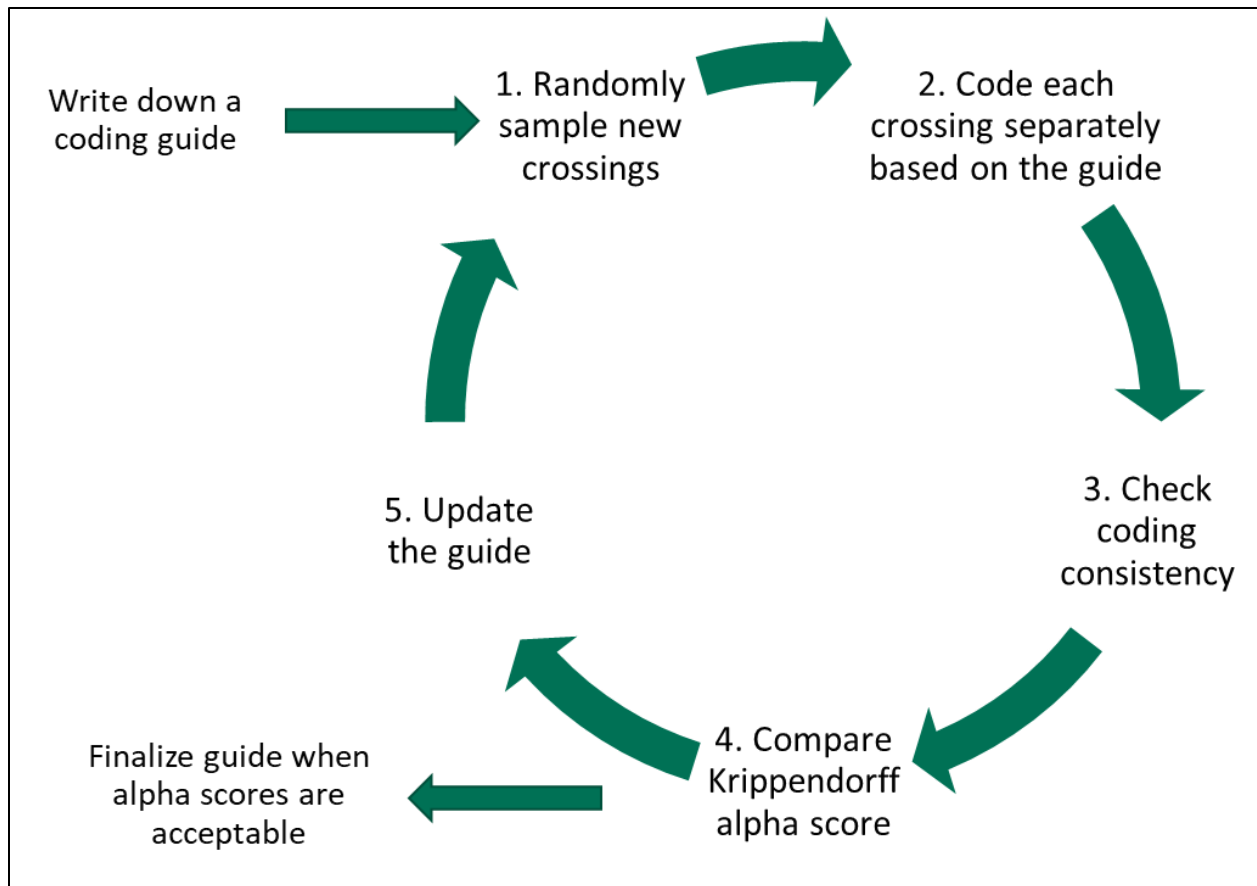 Write down a
coding guide
1. Randomly
sample new
crossings
2. Code each
crossing separately
based on the guide
3. Check
coding
consistency
4. Compare
Krippendorff
alpha score
5. Update
the guide
Finalize guide when
alpha scores are
acceptable